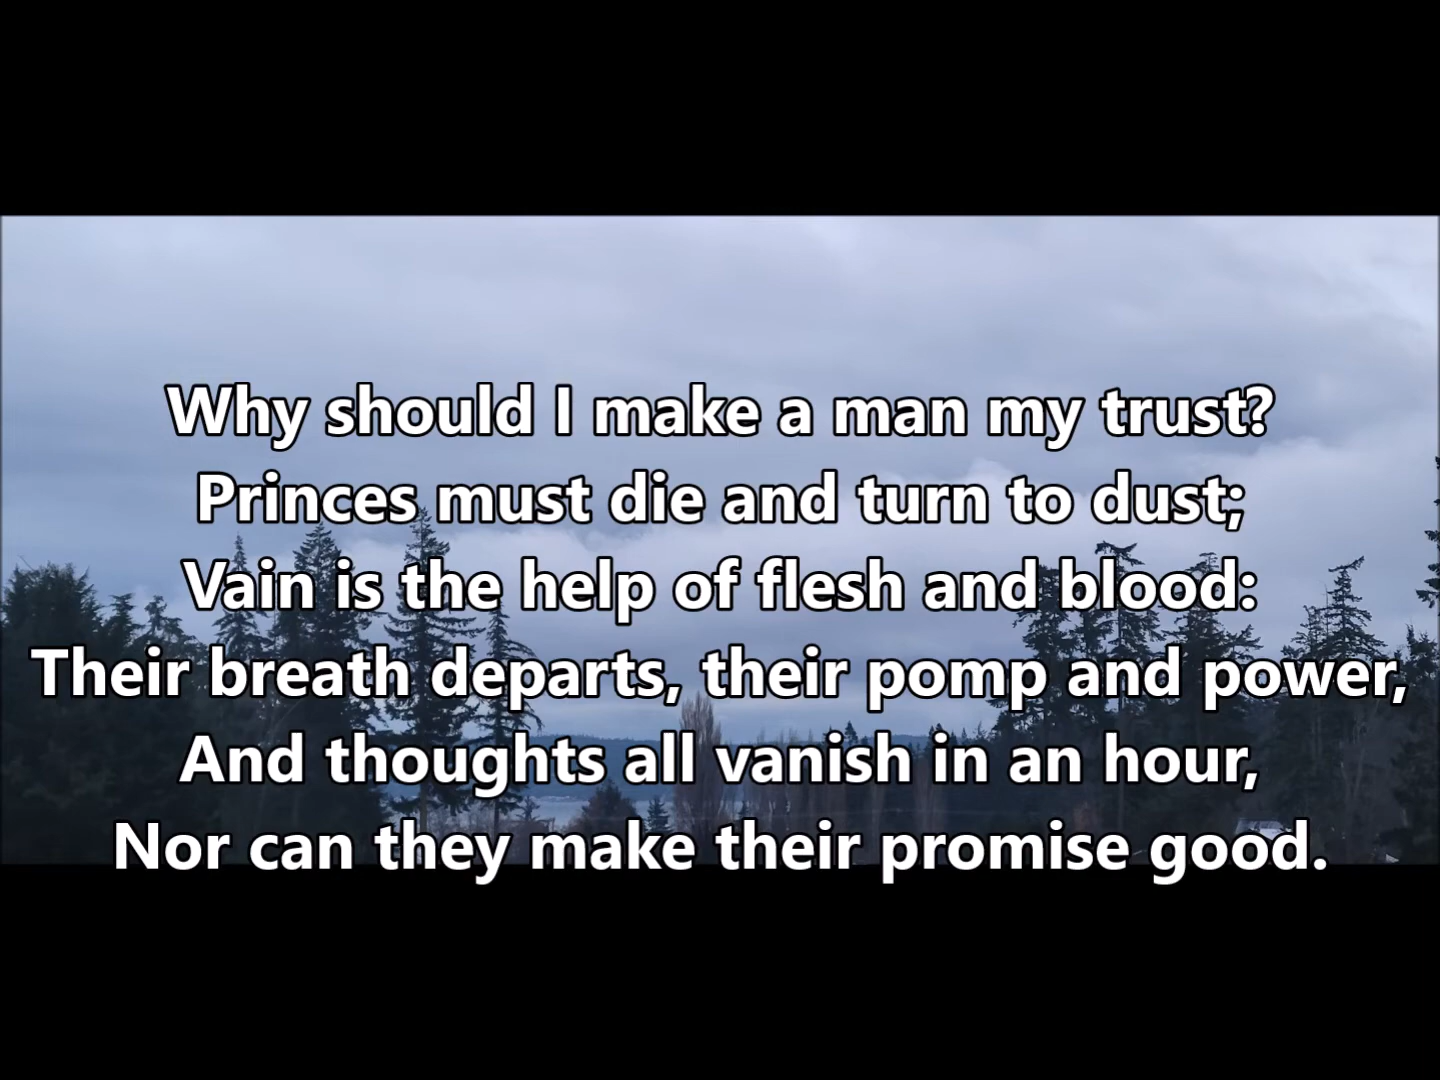 Why should I make a man my trust?
Princes must die and turn to dust;
Vain is the help of flesh and blood:
Their breath departs, their pomp and power,
And thoughts all vanish in an hour,
Nor can they make their promise good.